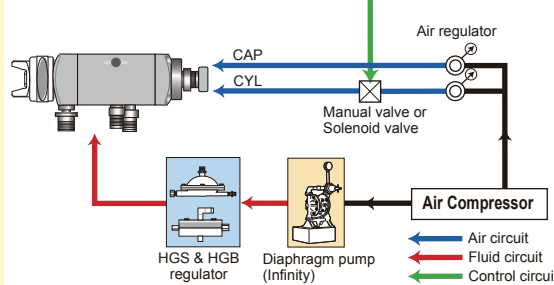 Air regulator
CAP
CYL
Manual valve or
Solenoid valve
Air Compressor
HGS & HGB
regulator
Diaphragm pump
(Infinity)
Air circuit
Fluid circuit
Control circui